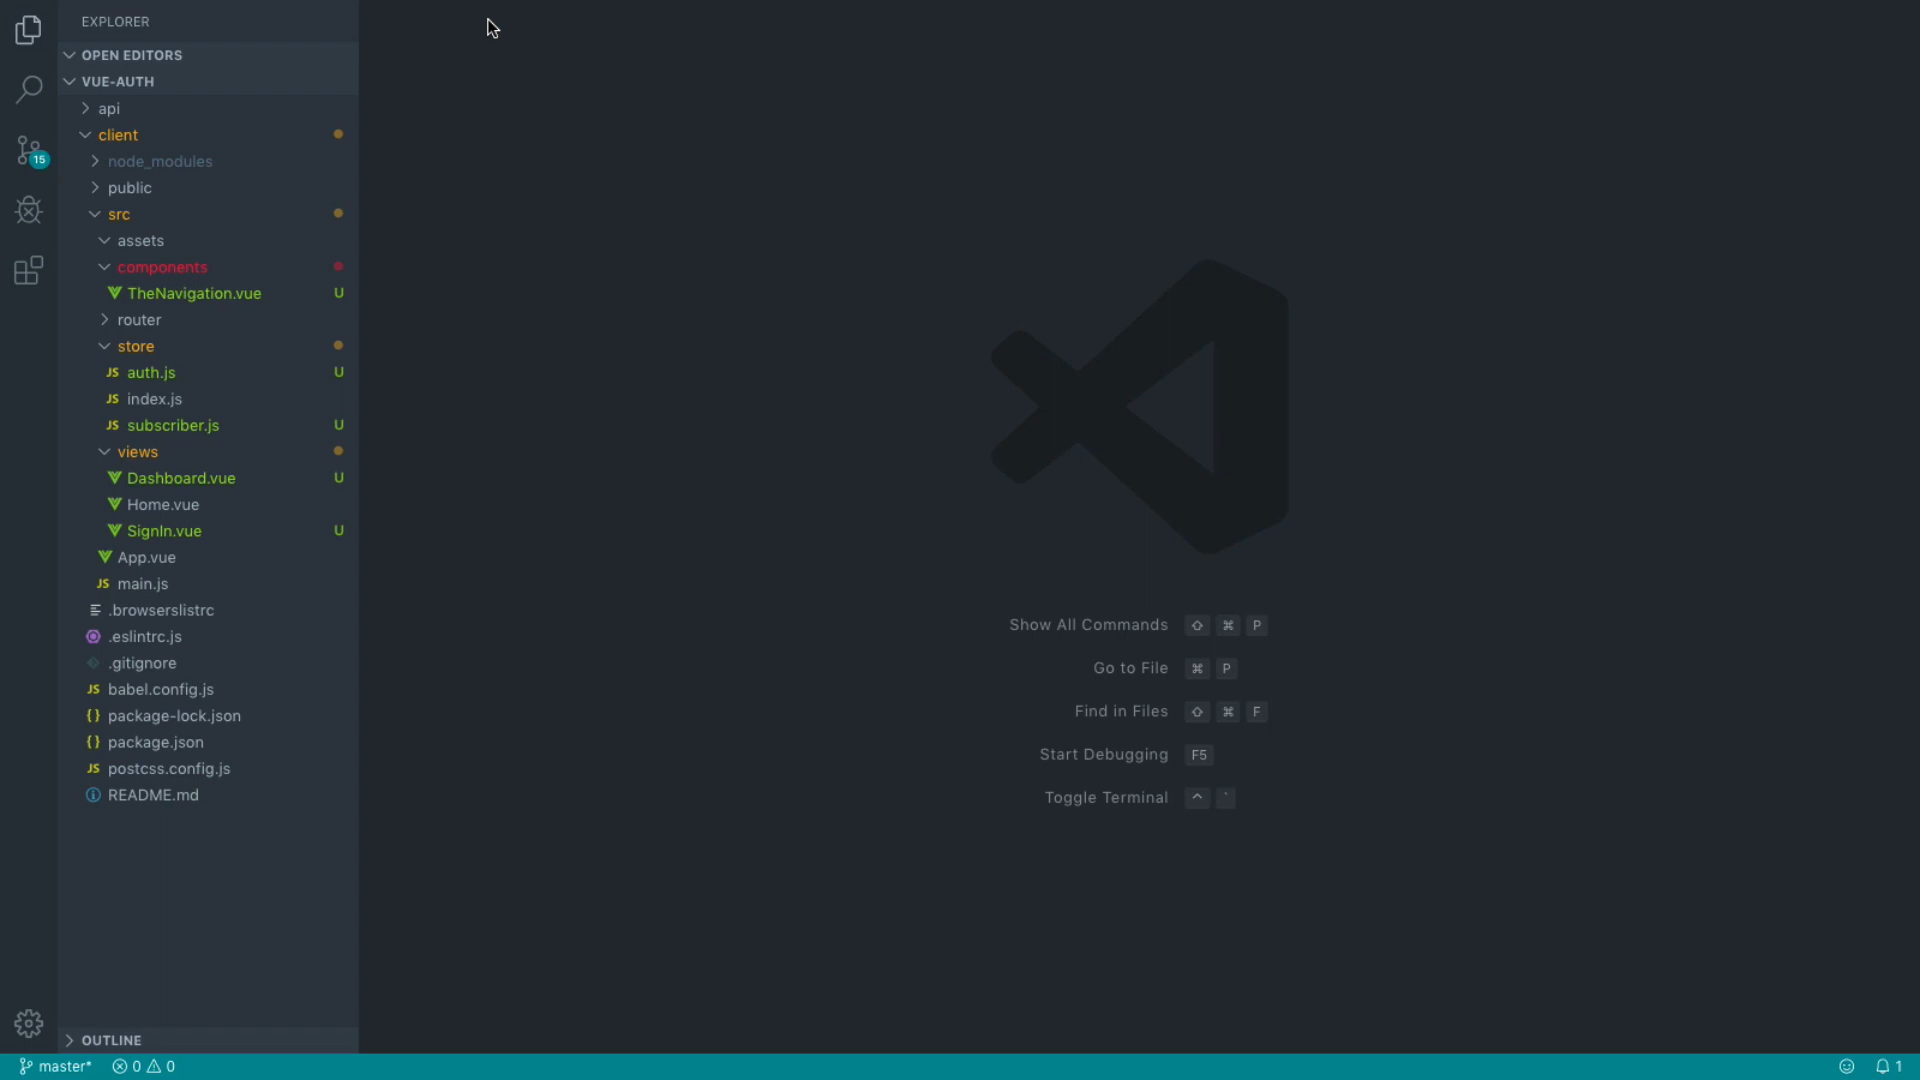 EXPLORER
OPEN EDITORS
VUE-AUTH
api
client
node_modules
15
public
src
assets
components
TheNavigation.vue U
router
store
JS auth.js U
JS index.js
JS subscriber.js U
views
Dashboard.vue U
Home.vue
SignIn.vue U
App.vue
JS main.js
.browserslistrc
.eslintrc.js
.gitignore
JS babel.config.js
{} package-lock.json
{} package.json
JS postcss.config.js
README.md
OUTLINE
Show All Commands ⇧ ⌘ P
Go to File ⌘ P
Find in Files ⇧ ⌘ F
Start Debugging F5
Toggle Terminal ^ `
master* 0 0 1